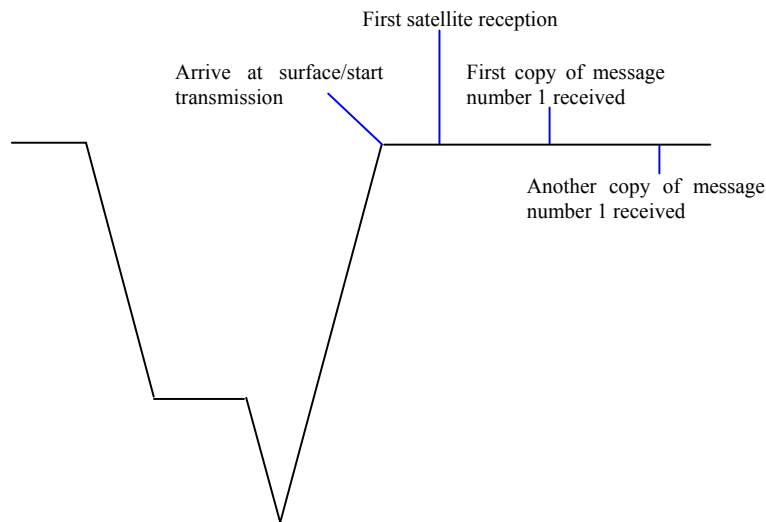 First satellite reception
Arrive at surface/start
transmission
First copy of message
number 1 received
Another copy of message
number 1 received